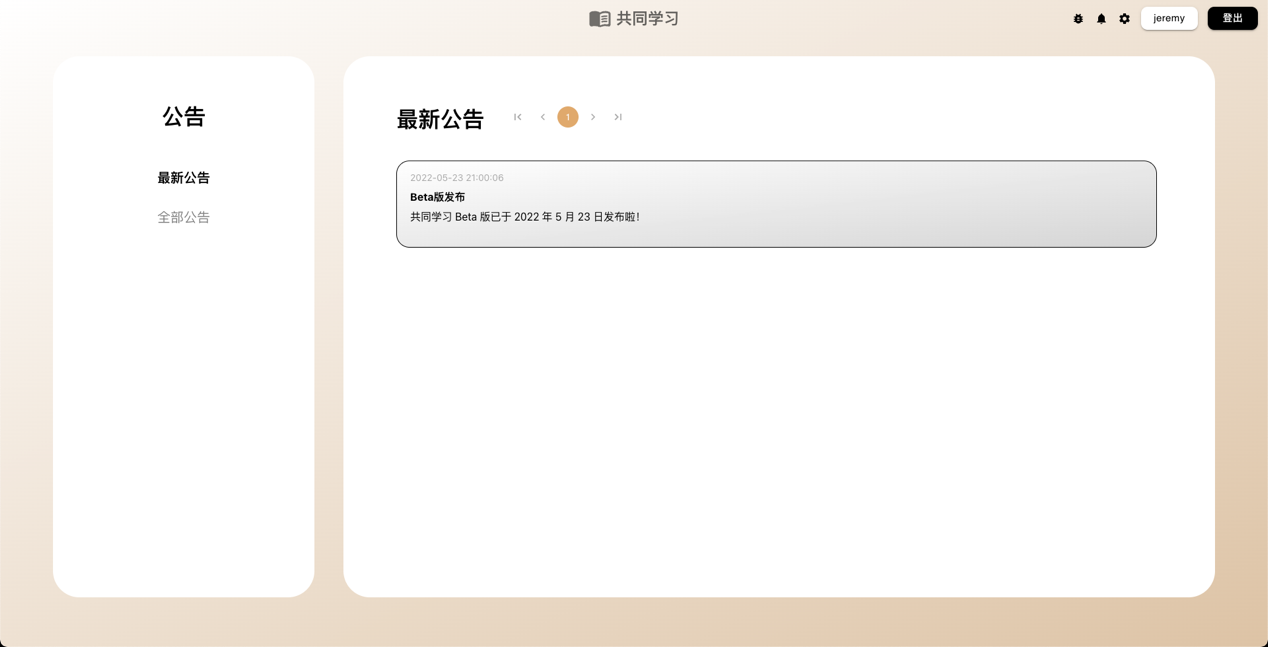 共同学习
jeremy
登出
公告
最新公告
全部公告
最新公告
1
2022-05-23 21:00:06
Beta版发布
共同学习 Beta 版已于 2022 年 5 月 23 日发布啦！